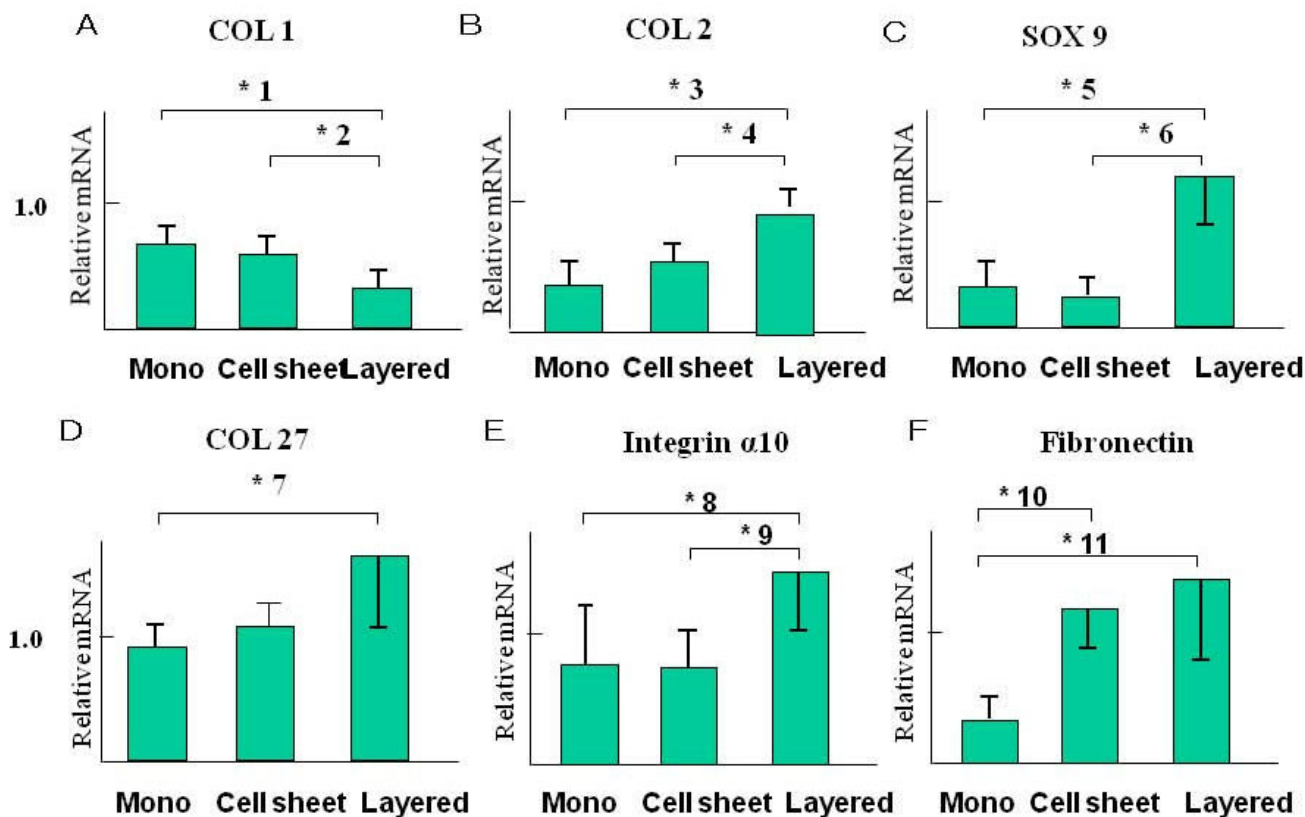 A
COL 1
* 1
* 2
Relative mRNA
1.0
Mono Cell sheet Layered
B
COL 2
* 3
* 4
Relative mRNA
Mono Cell sheet Layered
C
SOX 9
* 5
* 6
Relative mRNA
Mono Cell sheet Layered
D
COL 27
* 7
Relative mRNA
1.0
Mono Cell sheet Layered
E
Integrin α10
* 8
* 9
Relative mRNA
Mono Cell sheet Layered
F
Fibronectin
* 10
* 11
Relative mRNA
Mono Cell sheet Layered